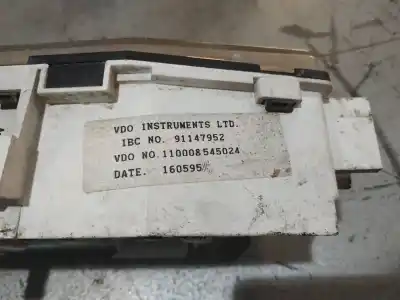 VDO INSTRUMENTS LTD.
IBC NO. 91147952
VDO NO.110008545024
DATE. 160595